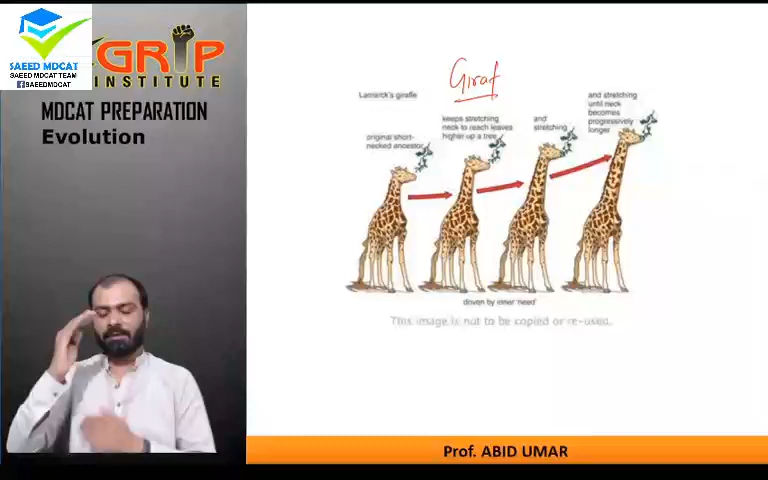 SAEED MDCAT
SAEED MDCAT TEAM
SAEEDMDCAT
GRIP
INSTITUTE
MDCAT PREPARATION
Evolution
Giraf
Lamarck's giraffe
original short-
necked ancestor
keeps stretching
neck to reach leaves
higher up a tree
and
stretching
and stretching
until neck
becomes
progressively
longer
driven by inner 'need'
This image is not to be copied or re-used.
Prof. ABID UMAR